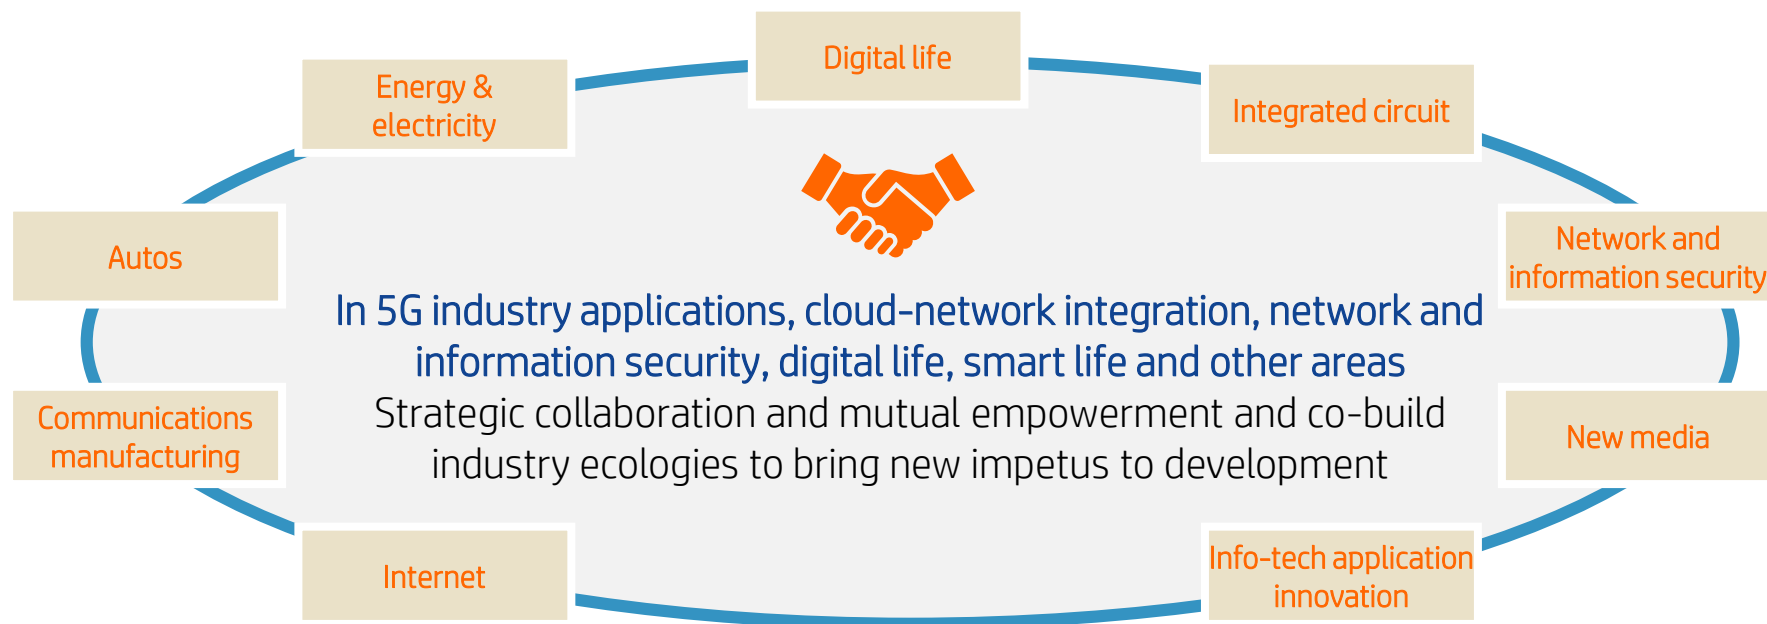 Digital life
Energy &
electricity
Integrated circuit
Autos
Network and
information security
In 5G industry applications, cloud-network integration, network and
information security, digital life, smart life and other areas
Strategic collaboration and mutual empowerment and co-build
industry ecologies to bring new impetus to development
Communications
manufacturing
New media
Internet
Info-tech application
innovation